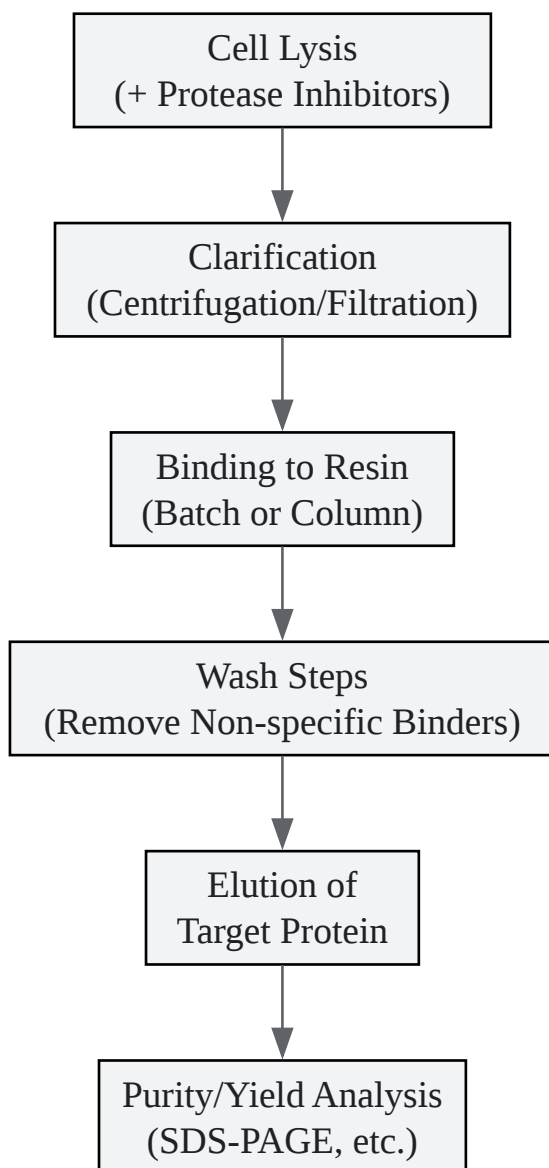 Cell Lysis
(+ Protease Inhibitors)
Clarification
(Centrifugation/Filtration)
Binding to Resin
(Batch or Column)
Wash Steps
(Remove Non-specific Binders)
Elution of
Target Protein
Purity/Yield Analysis
(SDS-PAGE, etc.)